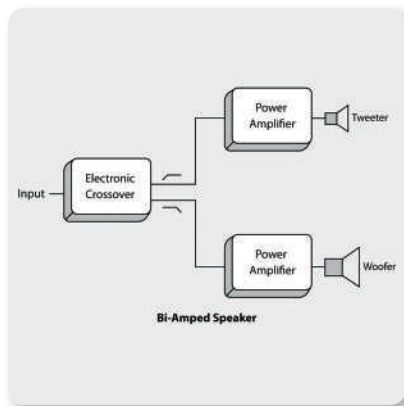 Power
Amplifier
Tweeter
Electronic
Crossover
Input
Power
Amplifier
Woofer
Bi-Amped Speaker